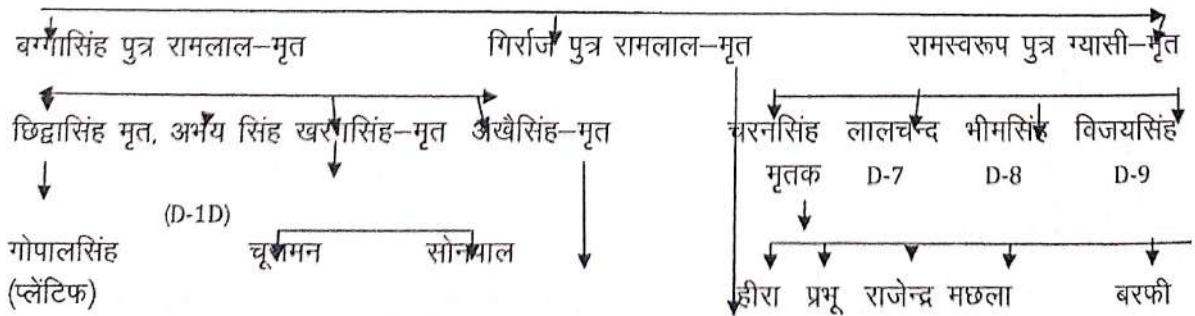 बग्गासिंह पुत्र रामलाल–मृत गिर्राज पुत्र रामलाल–मृत रामस्वरूप पुत्र ग्यासी–मृत
छिद्दासिंह मृत, अभय सिंह खरगासिंह–मृत अखैसिंह–मृत चरनसिंह लालचन्द भीमसिंह विजयसिंह
मृतक D-7 D-8 D-9
(D-1D)
गोपालसिंह चूरामन सोनपाल
(प्लेंटिफ) हीरा प्रभू राजेन्द्र मछला बरफी